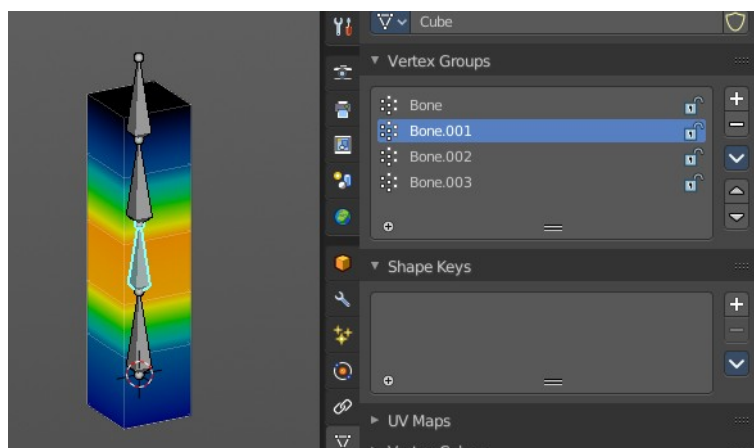 Cube
Vertex Groups
Bone
Bone.001
Bone.002
Bone.003
Shape Keys
UV Maps